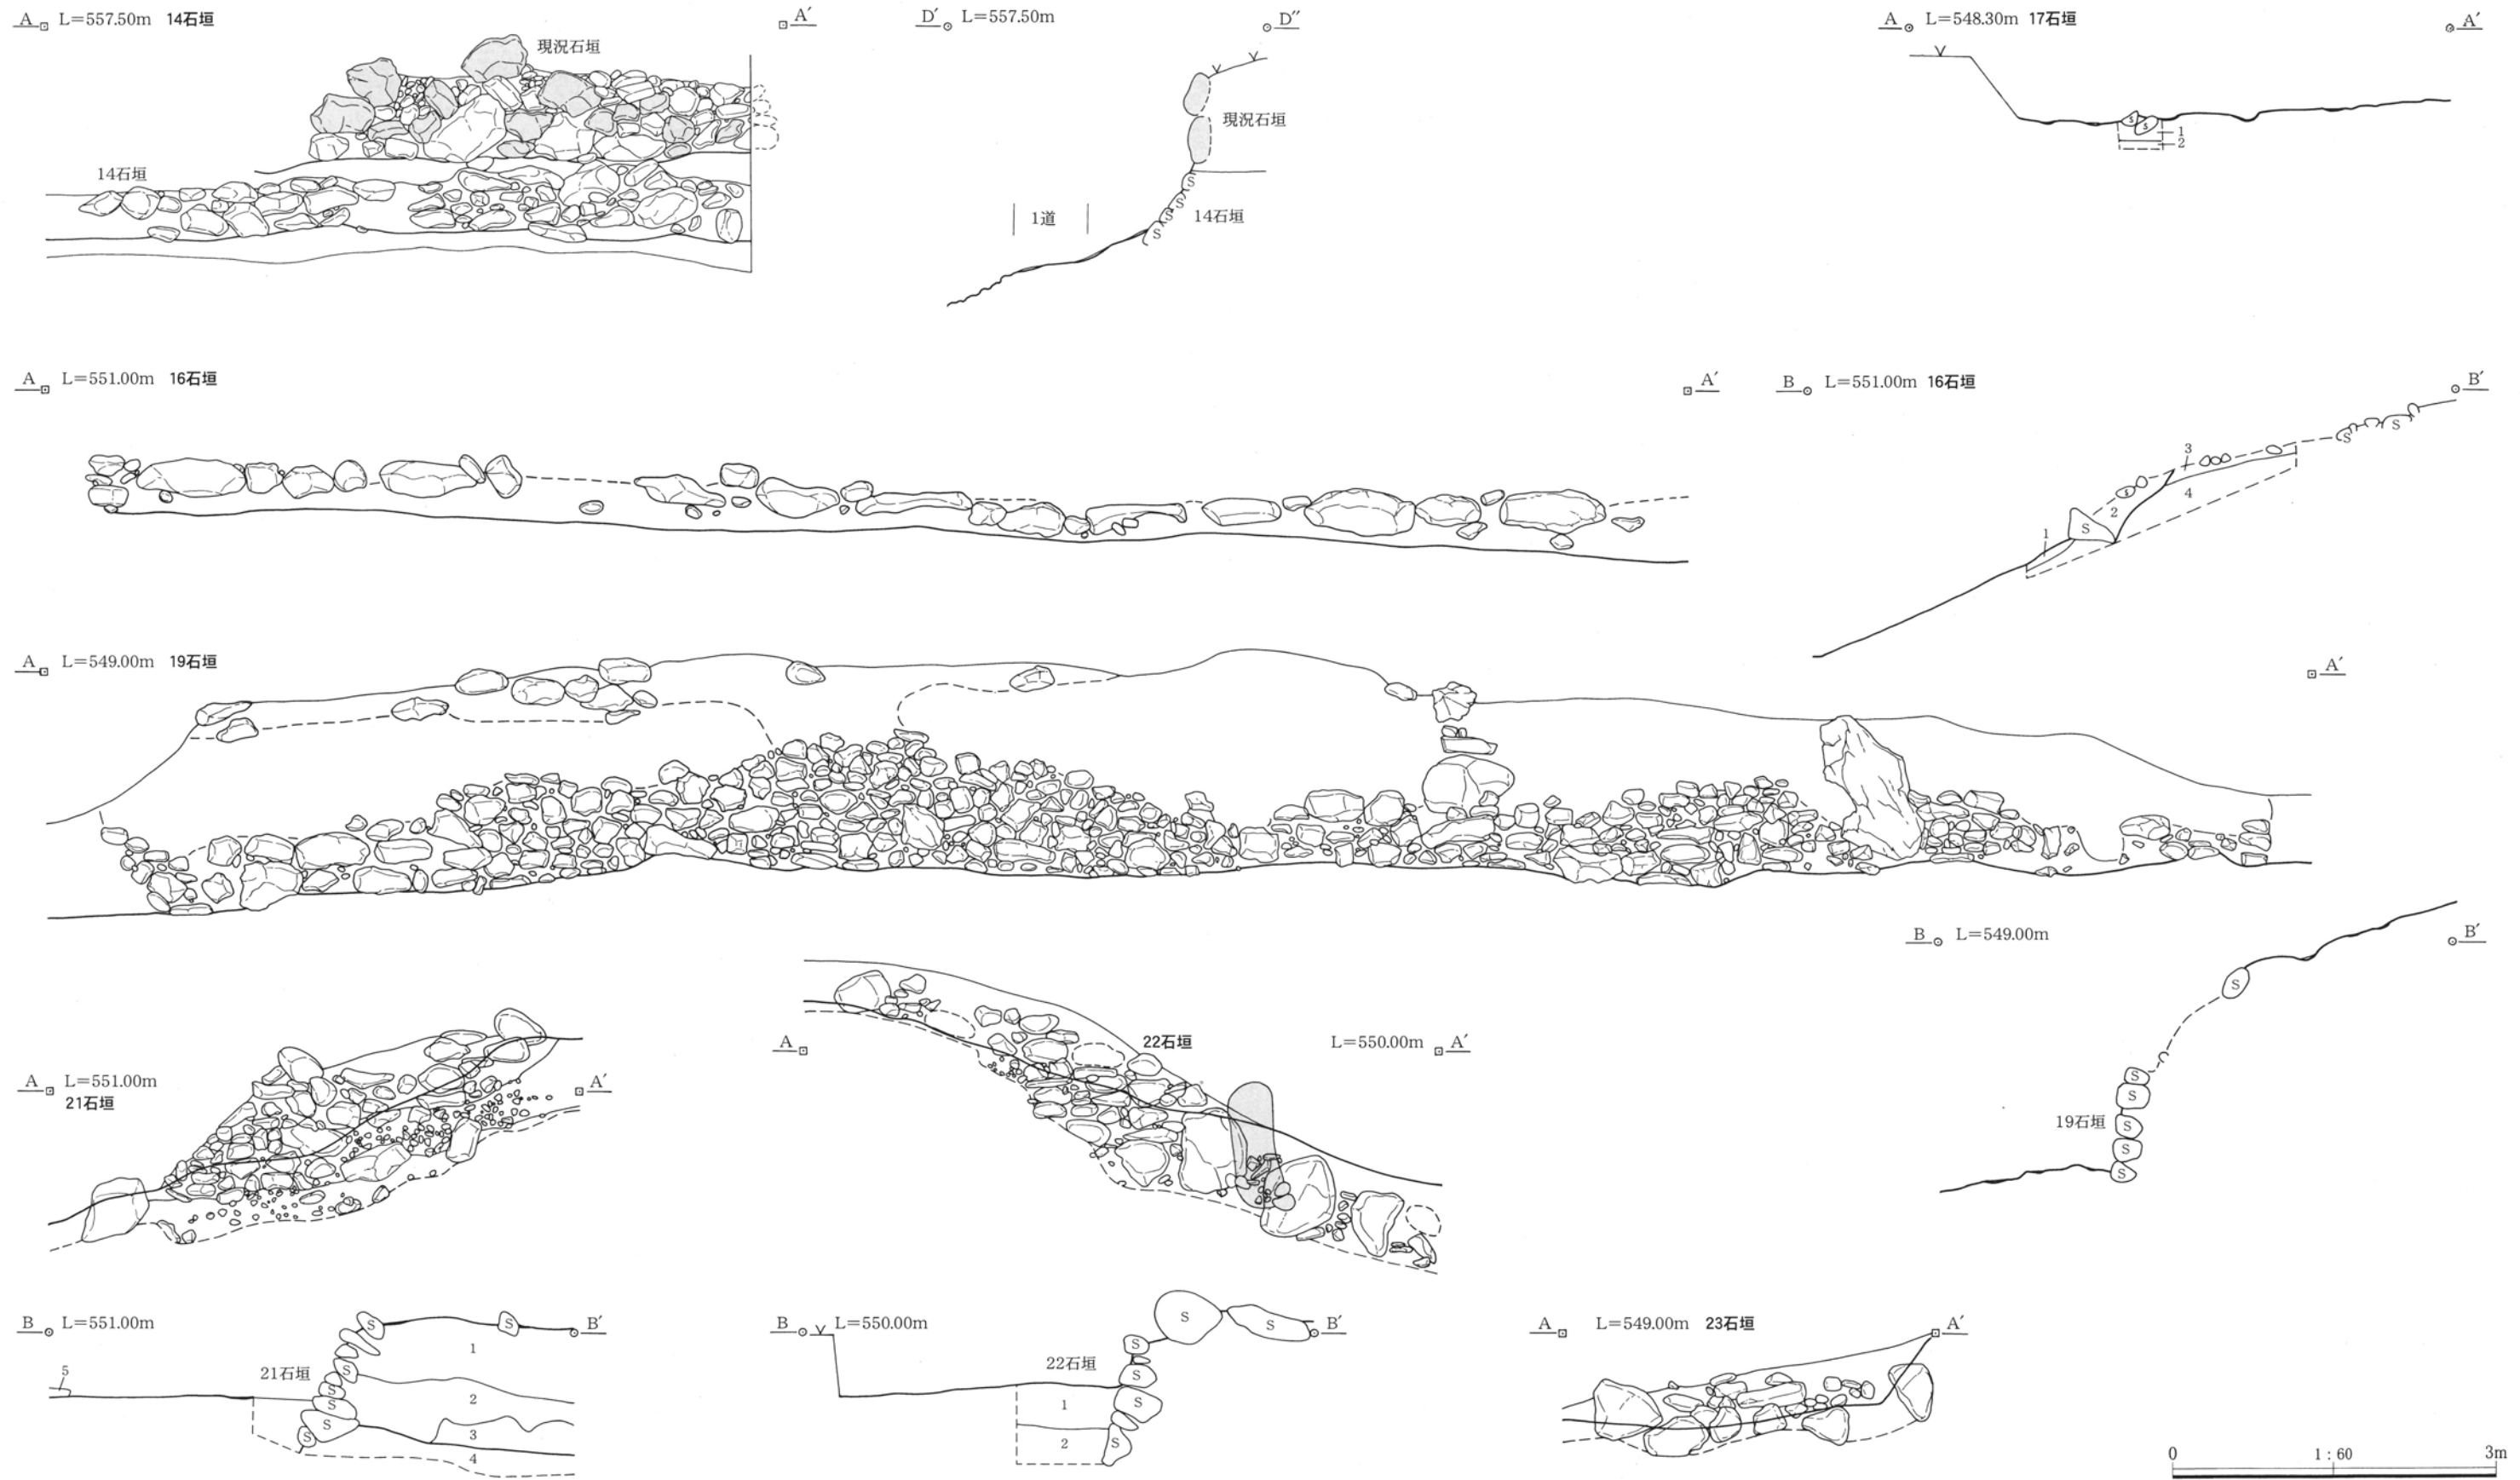 A L=557.50m 14石垣 A′
現況石垣
14石垣
D′ L=557.50m D″
現況石垣
S
S
S
14石垣
S
1道
A L=548.30m 17石垣 A′
S
S
1
2
A L=551.00m 16石垣 A′
B L=551.00m 16石垣 B′
S
S
3
4
S
2
S
1
A L=549.00m 19石垣 A′
B L=549.00m B′
S
S
S
19石垣 S
S
S
A L=551.00m A′
21石垣
A 22石垣 L=550.00m A′
B L=551.00m B′
S
S
1
21石垣
S
5
S
2
S
S
3
S
4
B L=550.00m B′
S
S
S
22石垣
S
1
S
2
S
A L=549.00m 23石垣 A′
0 1:60 3m